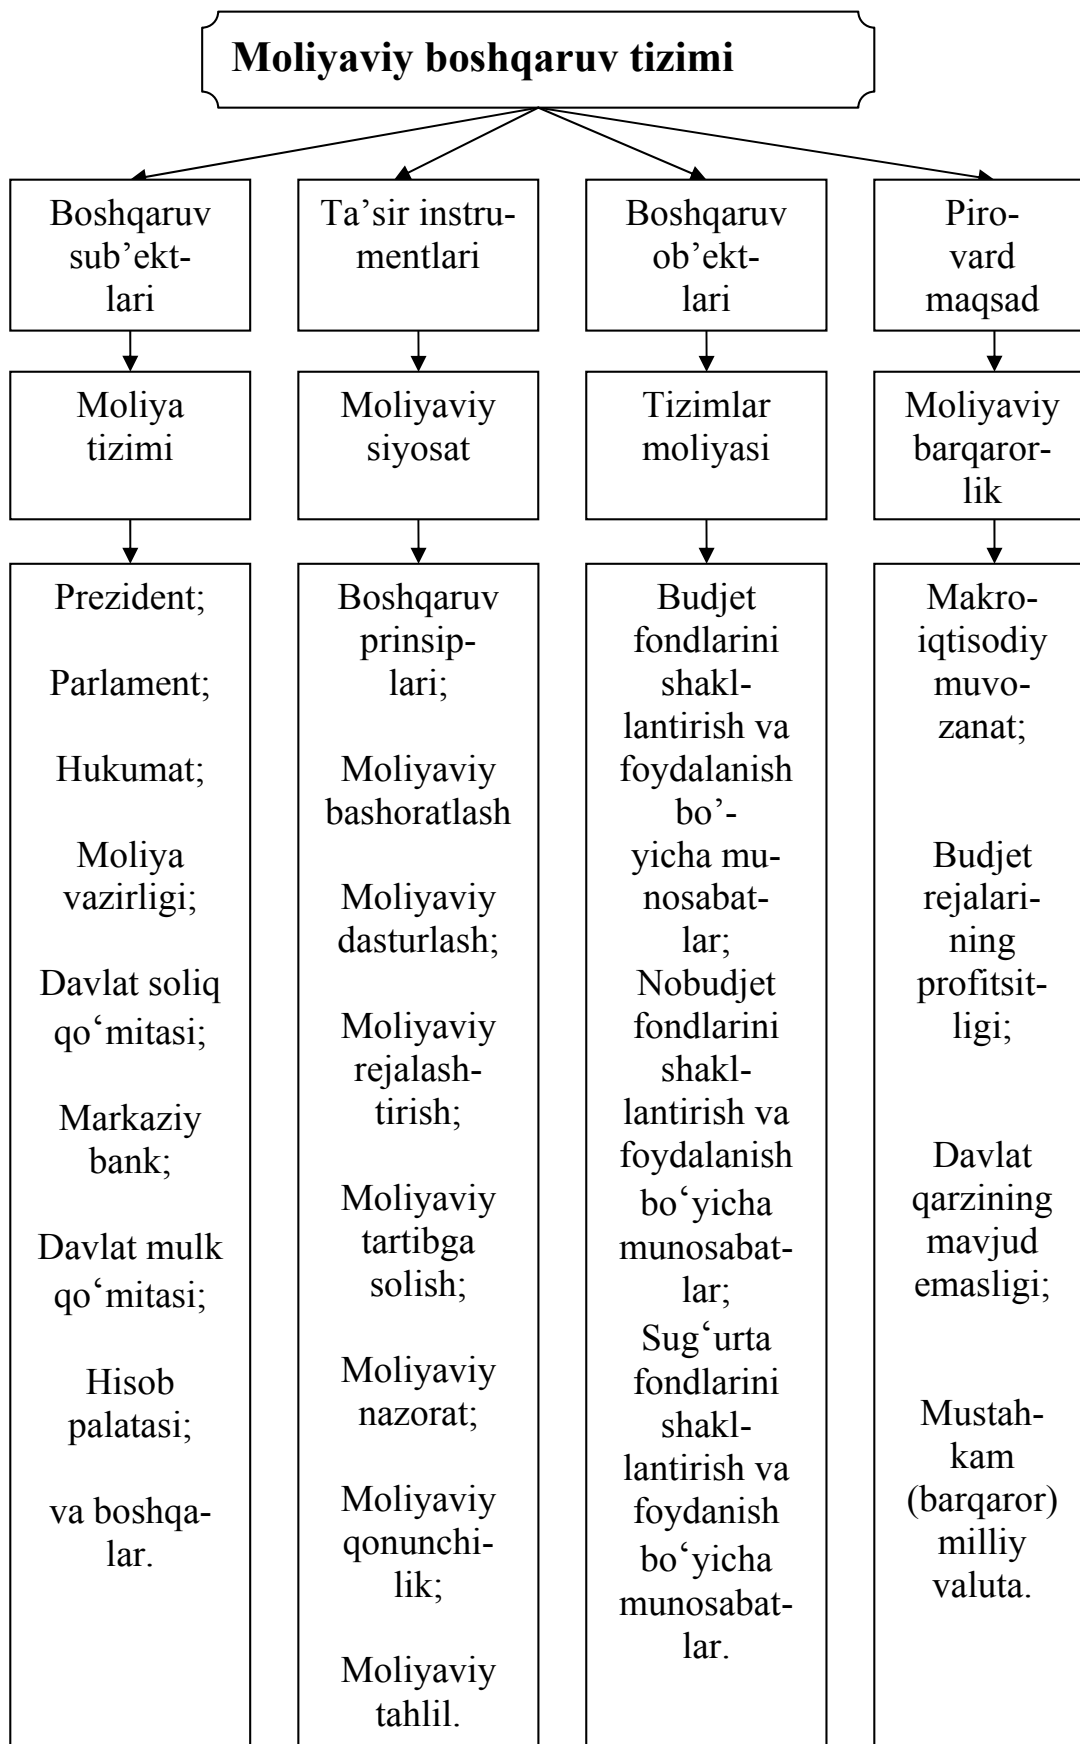 Moliyaviy boshqaruv tizimi
Boshqaruv
sub’ekt-
lari
Ta’sir instru-
mentlari
Boshqaruv
ob’ekt-
lari
Piro-
vard
maqsad
Moliya
tizimi
Moliyaviy
siyosat
Tizimlar
moliyasi
Moliyaviy
barqaror-
lik
Prezident;
Parlament;
Hukumat;
Moliya
vazirligi;
Davlat soliq
qo‘mitasi;
Markaziy
bank;
Davlat mulk
qo‘mitasi;
Hisob
palatasi;
va boshqa-
lar.
Boshqaruv
prinsip-
lari;
Moliyaviy
bashoratlash
Moliyaviy
dasturlash;
Moliyaviy
rejalash-
tirish;
Moliyaviy
tartibga
solish;
Moliyaviy
nazorat;
Moliyaviy
qonunchi-
lik;
Moliyaviy
tahlil.
Budjet
fondlarini
shakl-
lantirish va
foydalanish
bo’-
yicha mu-
nosabat-
lar;
Nobudjet
fondlarini
shakl-
lantirish va
foydalanish
bo‘yicha
munosabat-
lar;
Sug‘urta
fondlarini
shakl-
lantirish va
foydanish
bo‘yicha
munosabat-
lar.
Makro-
iqtisodiy
muvo-
zanat;
Budjet
rejalari-
ning
profitsit-
ligi;
Davlat
qarzining
mavjud
emasligi;
Mustah-
kam
(barqaror)
milliy
valuta.